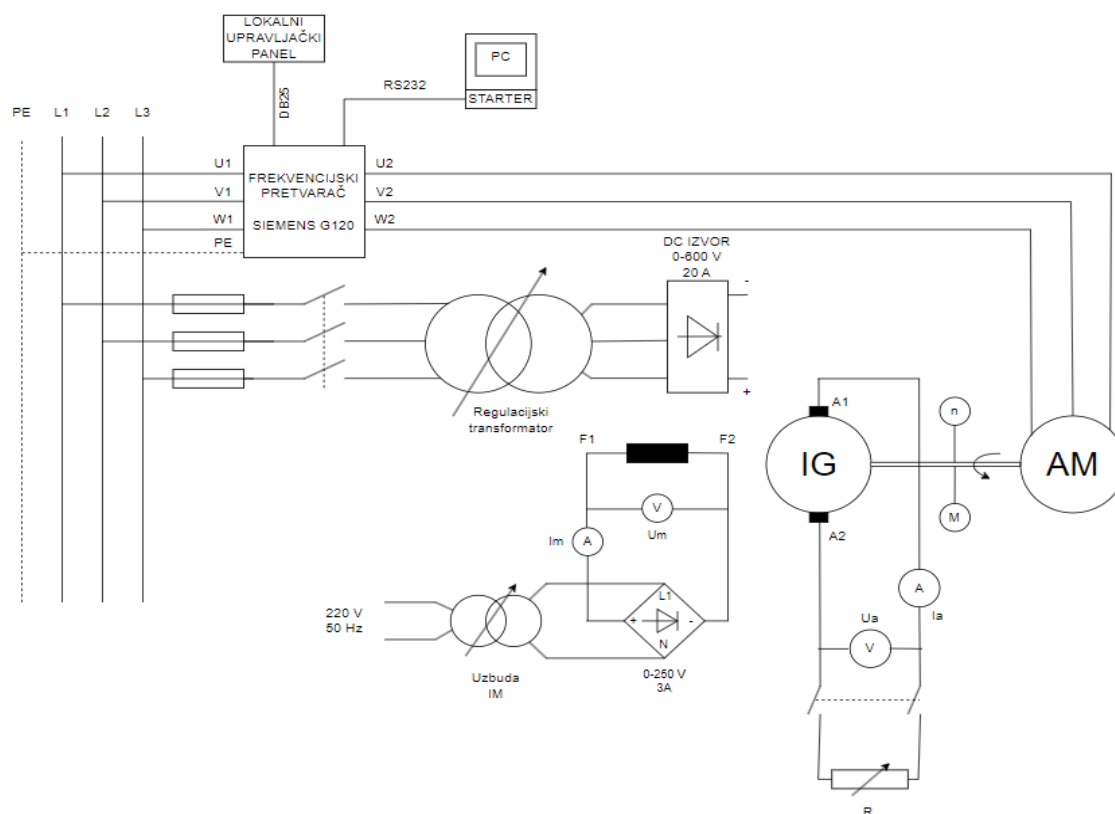 LOKALNI
UPRAVLJAČKI
PANEL
PC
STARTER
RS232
DB25
PE
L1
L2
L3
U1
V1
W1
PE
FREKVENCIJSKI
PRETVARAČ
SIEMENS G120
U2
V2
W2
DC IZVOR
0-600 V
20 A
-
+
Regulacijski
transformator
F1
F2
V
Um
Im
A
220 V
50 Hz
L1
+
-
N
Uzbuda
IM
0-250 V
3A
A1
IG
A2
n
M
AM
A
Ia
Ua
V
R